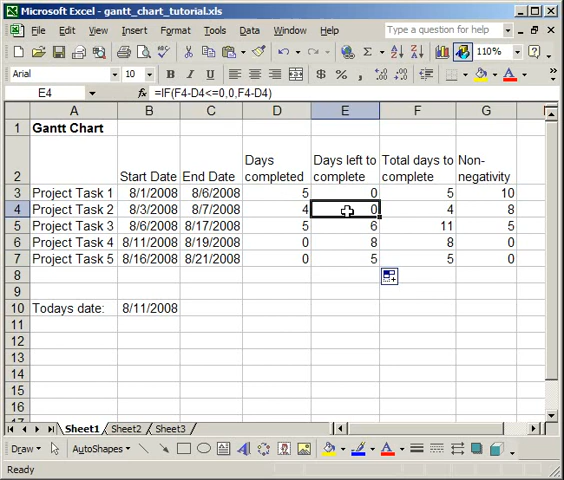 Microsoft Excel - gantt_chart_tutorial.xls
File Edit View Insert Format Tools Data Window Help Type a question for help
Σ 110%
Arial 10 B I U $ % ,
E4 fx =IF(F4-D4<=0,0,F4-D4)
A B C D E F G
1 Gantt Chart
Days Days left to Total days to Non-
2 Start Date End Date completed complete complete negativity
3 Project Task 1 8/1/2008 8/6/2008 5 0 5 10
4 Project Task 2 8/3/2008 8/7/2008 4 0 4 8
5 Project Task 3 8/6/2008 8/17/2008 5 6 11 5
6 Project Task 4 8/11/2008 8/19/2008 0 8 8 0
7 Project Task 5 8/16/2008 8/21/2008 0 5 5 0
8
9
10 Todays date: 8/11/2008
11
12
13
14
15
16
17
Sheet1 Sheet2 Sheet3
Draw AutoShapes
Ready